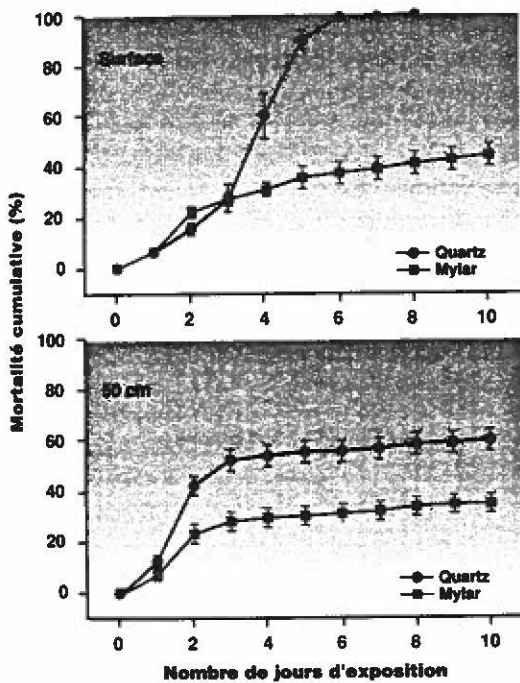 Mortalité cumulative (%)
100
80
60
40
20
0
Surface
Quartz
Mylar
0 2 4 6 8 10
100
80
60
40
20
0
50 cm
Quartz
Mylar
0 2 4 6 8 10
Nombre de jours d'exposition